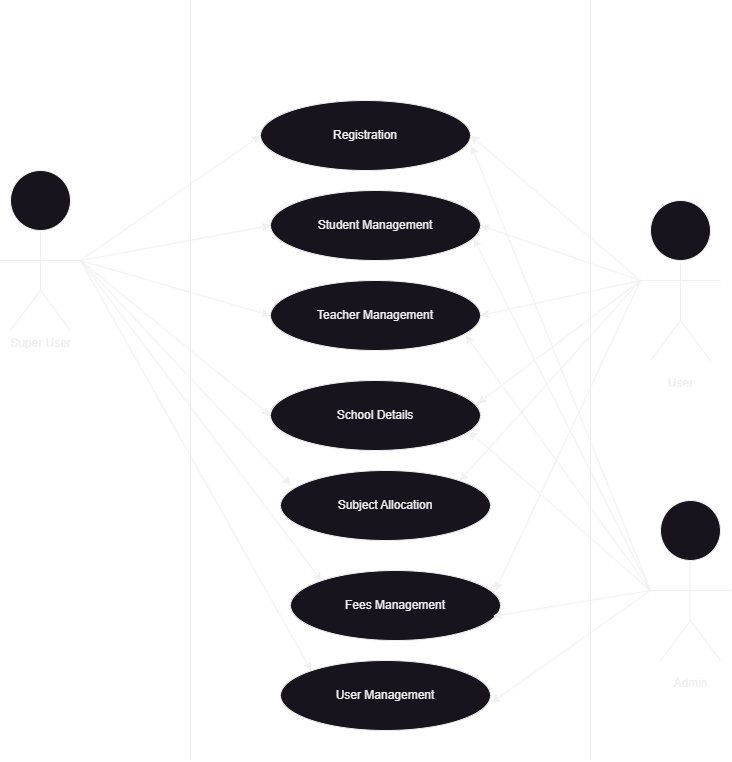 Registration
Student Management
Teacher Management
Super User
User
School Details
Subject Allocation
Fees Management
Admin
User Management